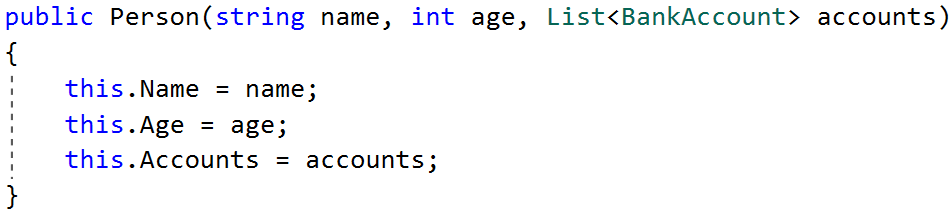 public Person(string name, int age, List<BankAccount> accounts)
{
    this.Name = name;
    this.Age = age;
    this.Accounts = accounts;
}